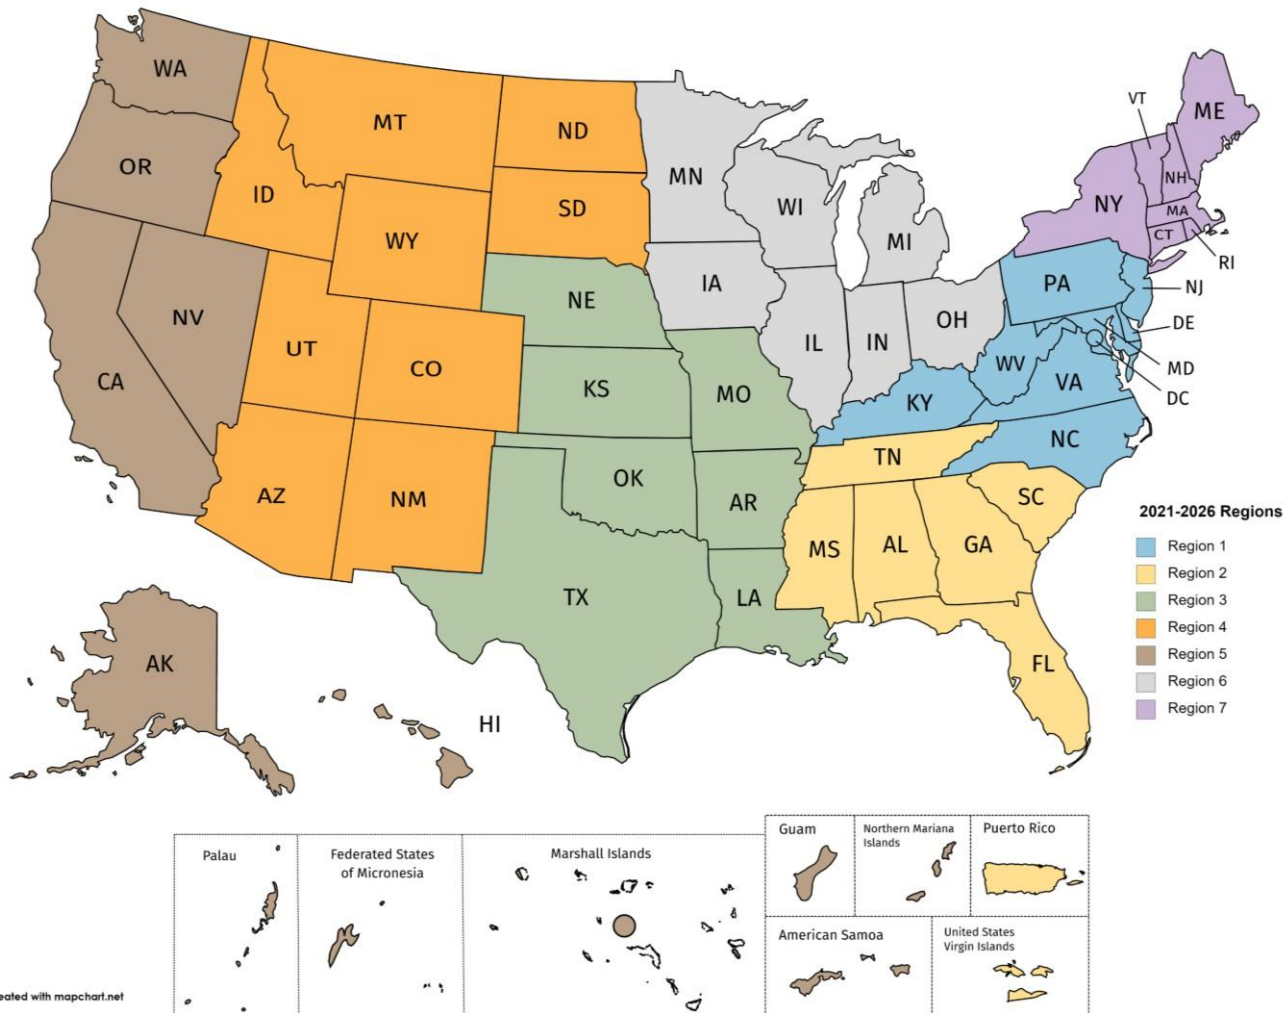 WA
MT
ND
MN
VT
ME
OR
ID
SD
WI
MI
NY
NH
MA
CT
RI
WY
IA
PA
NJ
NV
NE
IL
IN
OH
DE
UT
CO
KS
MO
WV
VA
MD
DC
CA
KY
NC
AZ
NM
OK
AR
TN
SC
MS
AL
GA
TX
LA
FL
AK
HI
2021-2026 Regions
Region 1
Region 2
Region 3
Region 4
Region 5
Region 6
Region 7
Palau
Federated States
of Micronesia
Marshall Islands
Guam
Northern Mariana
Islands
Puerto Rico
American Samoa
United States
Virgin Islands
eated with mapchart.net